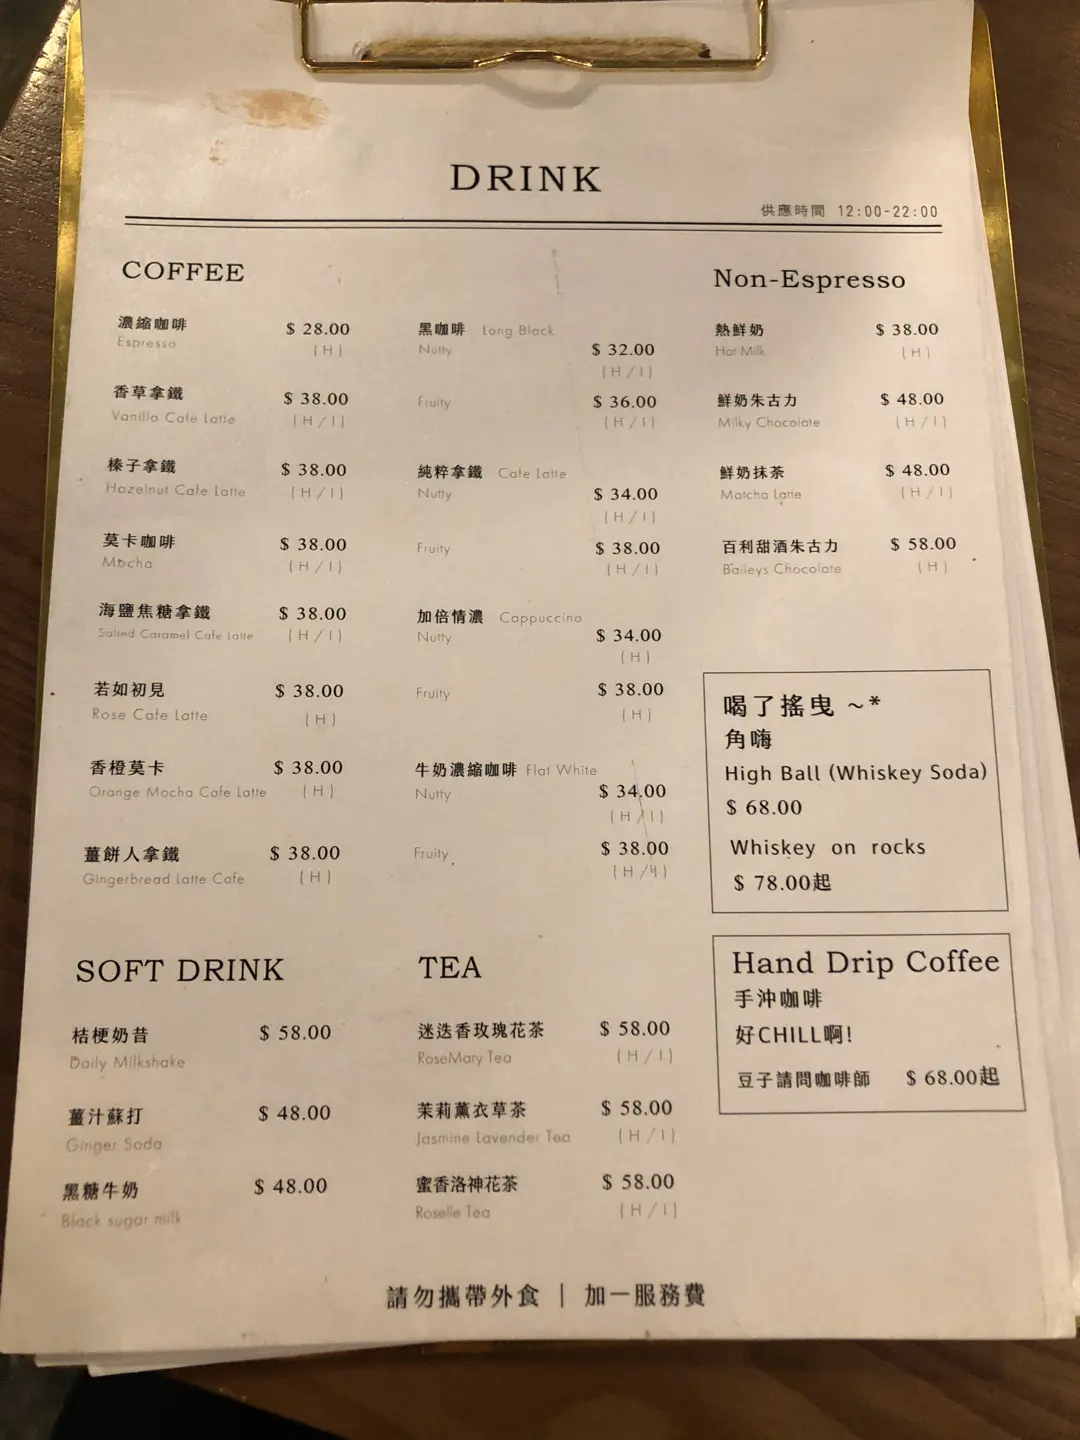 DRINK
供應時間 12:00-22:00
COFFEE
濃縮咖啡 $ 28.00
Espresso (H)
香草拿鐵 $ 38.00
Vanilla Cafe Latte (H/I)
榛子拿鐵 $ 38.00
Hazelnut Cafe Latte (H/I)
莫卡咖啡 $ 38.00
Mocha (H/I)
海鹽焦糖拿鐵 $ 38.00
Salted Caramel Cafe Latte (H/I)
若如初見 $ 38.00
Rose Cafe Latte (H)
香橙莫卡 $ 38.00
Orange Mocha Cafe Latte (H)
薑餅人拿鐵 $ 38.00
Gingerbread Latte Cafe (H)
黑咖啡 Long Black
Nutty $ 32.00
(H/I)
Fruity $ 36.00
(H/I)
純粹拿鐵 Cafe Latte
Nutty $ 34.00
(H/I)
Fruity $ 38.00
(H/I)
加倍情濃 Cappuccino
Nutty $ 34.00
(H)
Fruity $ 38.00
(H)
牛奶濃縮咖啡 Flat White
Nutty $ 34.00
(H/I)
Fruity $ 38.00
(H/I)
Non-Espresso
熱鮮奶 $ 38.00
Hot Milk (H)
鮮奶朱古力 $ 48.00
Milky Chocolate (H/I)
鮮奶抹茶 $ 48.00
Matcha Latte (H/I)
百利甜酒朱古力 $ 58.00
Baileys Chocolate (H)
喝了搖曳 ~*
角嗨
High Ball (Whiskey Soda)
$ 68.00
Whiskey on rocks
$ 78.00起
Hand Drip Coffee
手沖咖啡
好CHILL啊!
豆子請問咖啡師 $ 68.00起
SOFT DRINK
桔梗奶昔 $ 58.00
Daily Milkshake
薑汁蘇打 $ 48.00
Ginger Soda
黑糖牛奶 $ 48.00
Black sugar milk
TEA
迷迭香玫瑰花茶 $ 58.00
RoseMary Tea (H/I)
茉莉薰衣草茶 $ 58.00
Jasmine Lavender Tea (H/I)
蜜香洛神花茶 $ 58.00
Roselle Tea (H/I)
請勿攜帶外食 | 加一服務費